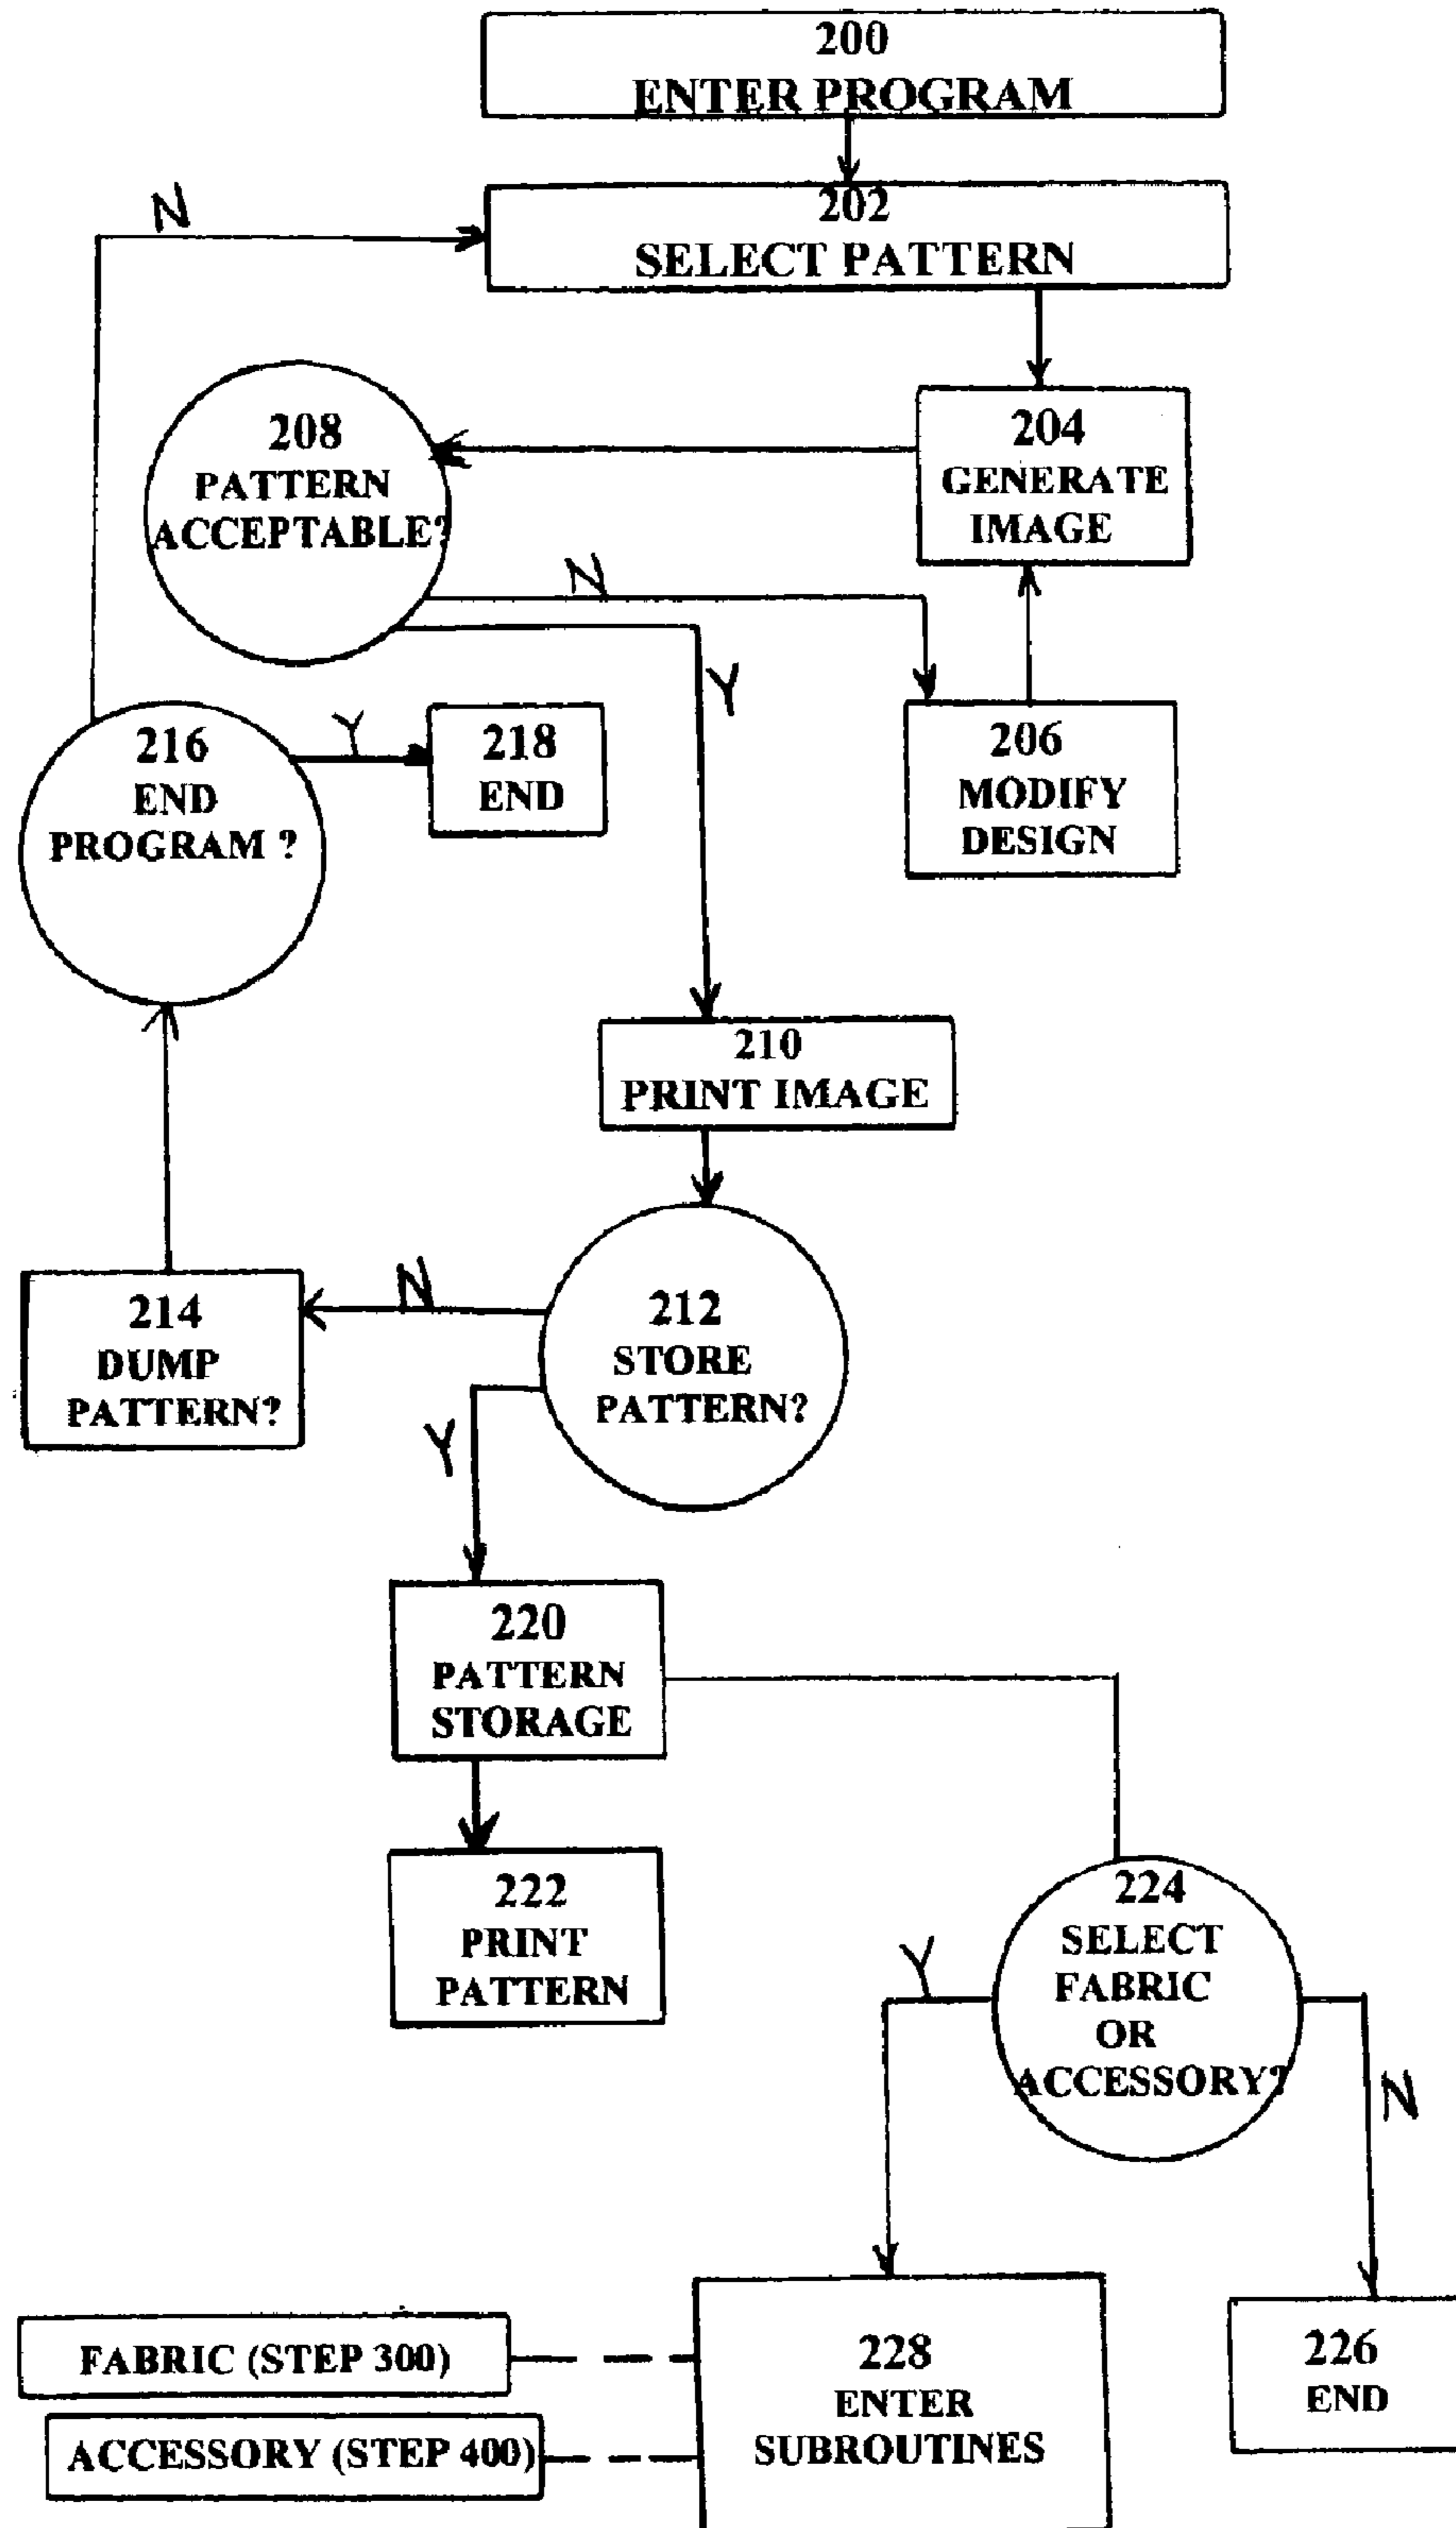 200
ENTER PROGRAM
202
SELECT PATTERN
N
208
PATTERN
ACCEPTABLE?
204
GENERATE
IMAGE
N
Y
216
END
PROGRAM ?
Y
218
END
206
MODIFY
DESIGN
210
PRINT IMAGE
212
STORE
PATTERN?
N
214
DUMP
PATTERN?
Y
220
PATTERN
STORAGE
222
PRINT
PATTERN
224
SELECT
FABRIC
OR
ACCESSORY?
Y
N
FABRIC (STEP 300)
ACCESSORY (STEP 400)
228
ENTER
SUBROUTINES
226
END